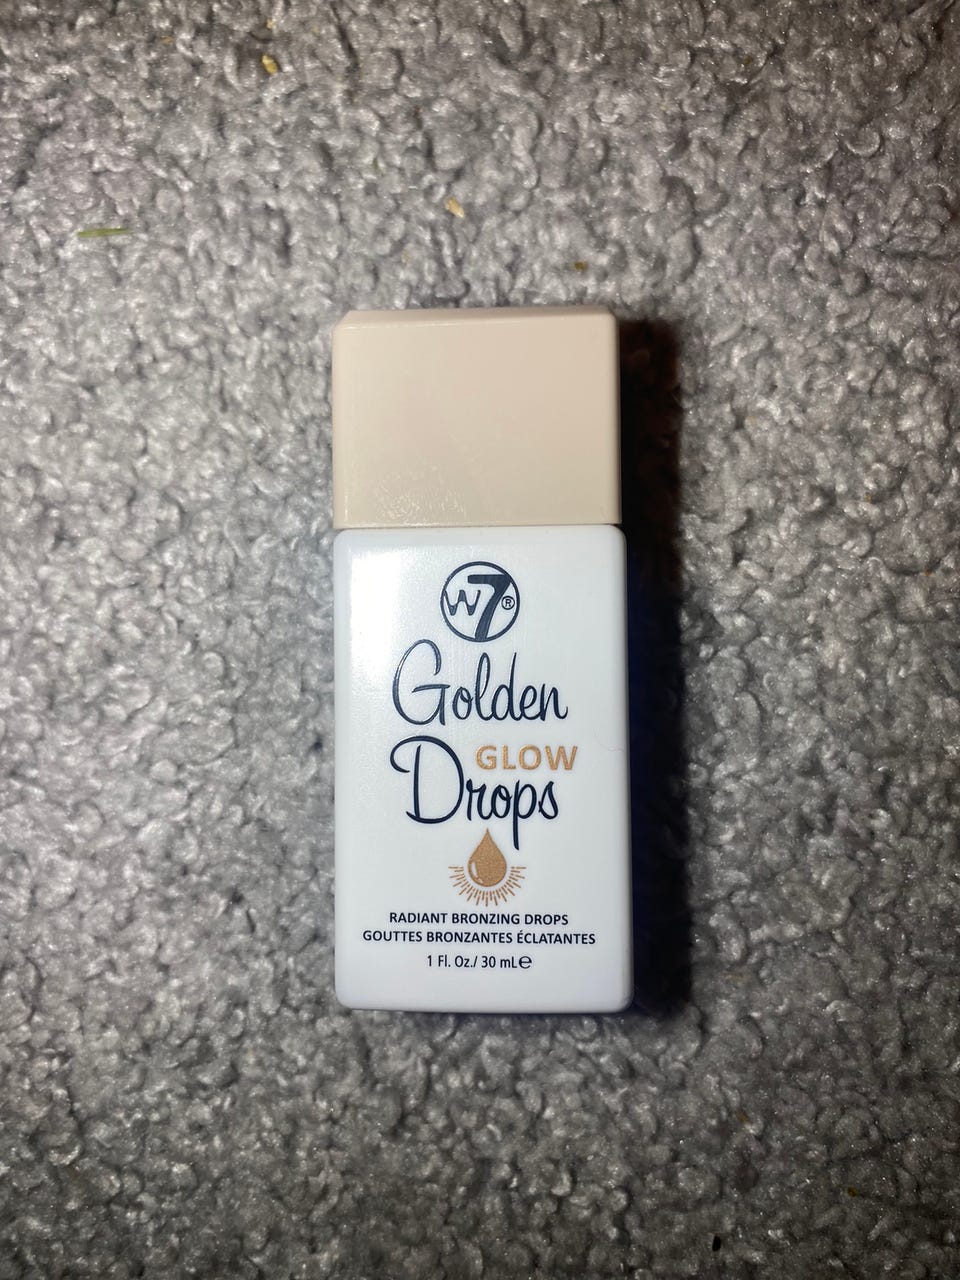 W7®
Golden
GLOW
Drops
RADIANT BRONZING DROPS
GOUTTES BRONZANTES ÉCLATANTES
1 Fl. Oz./ 30 mL℮